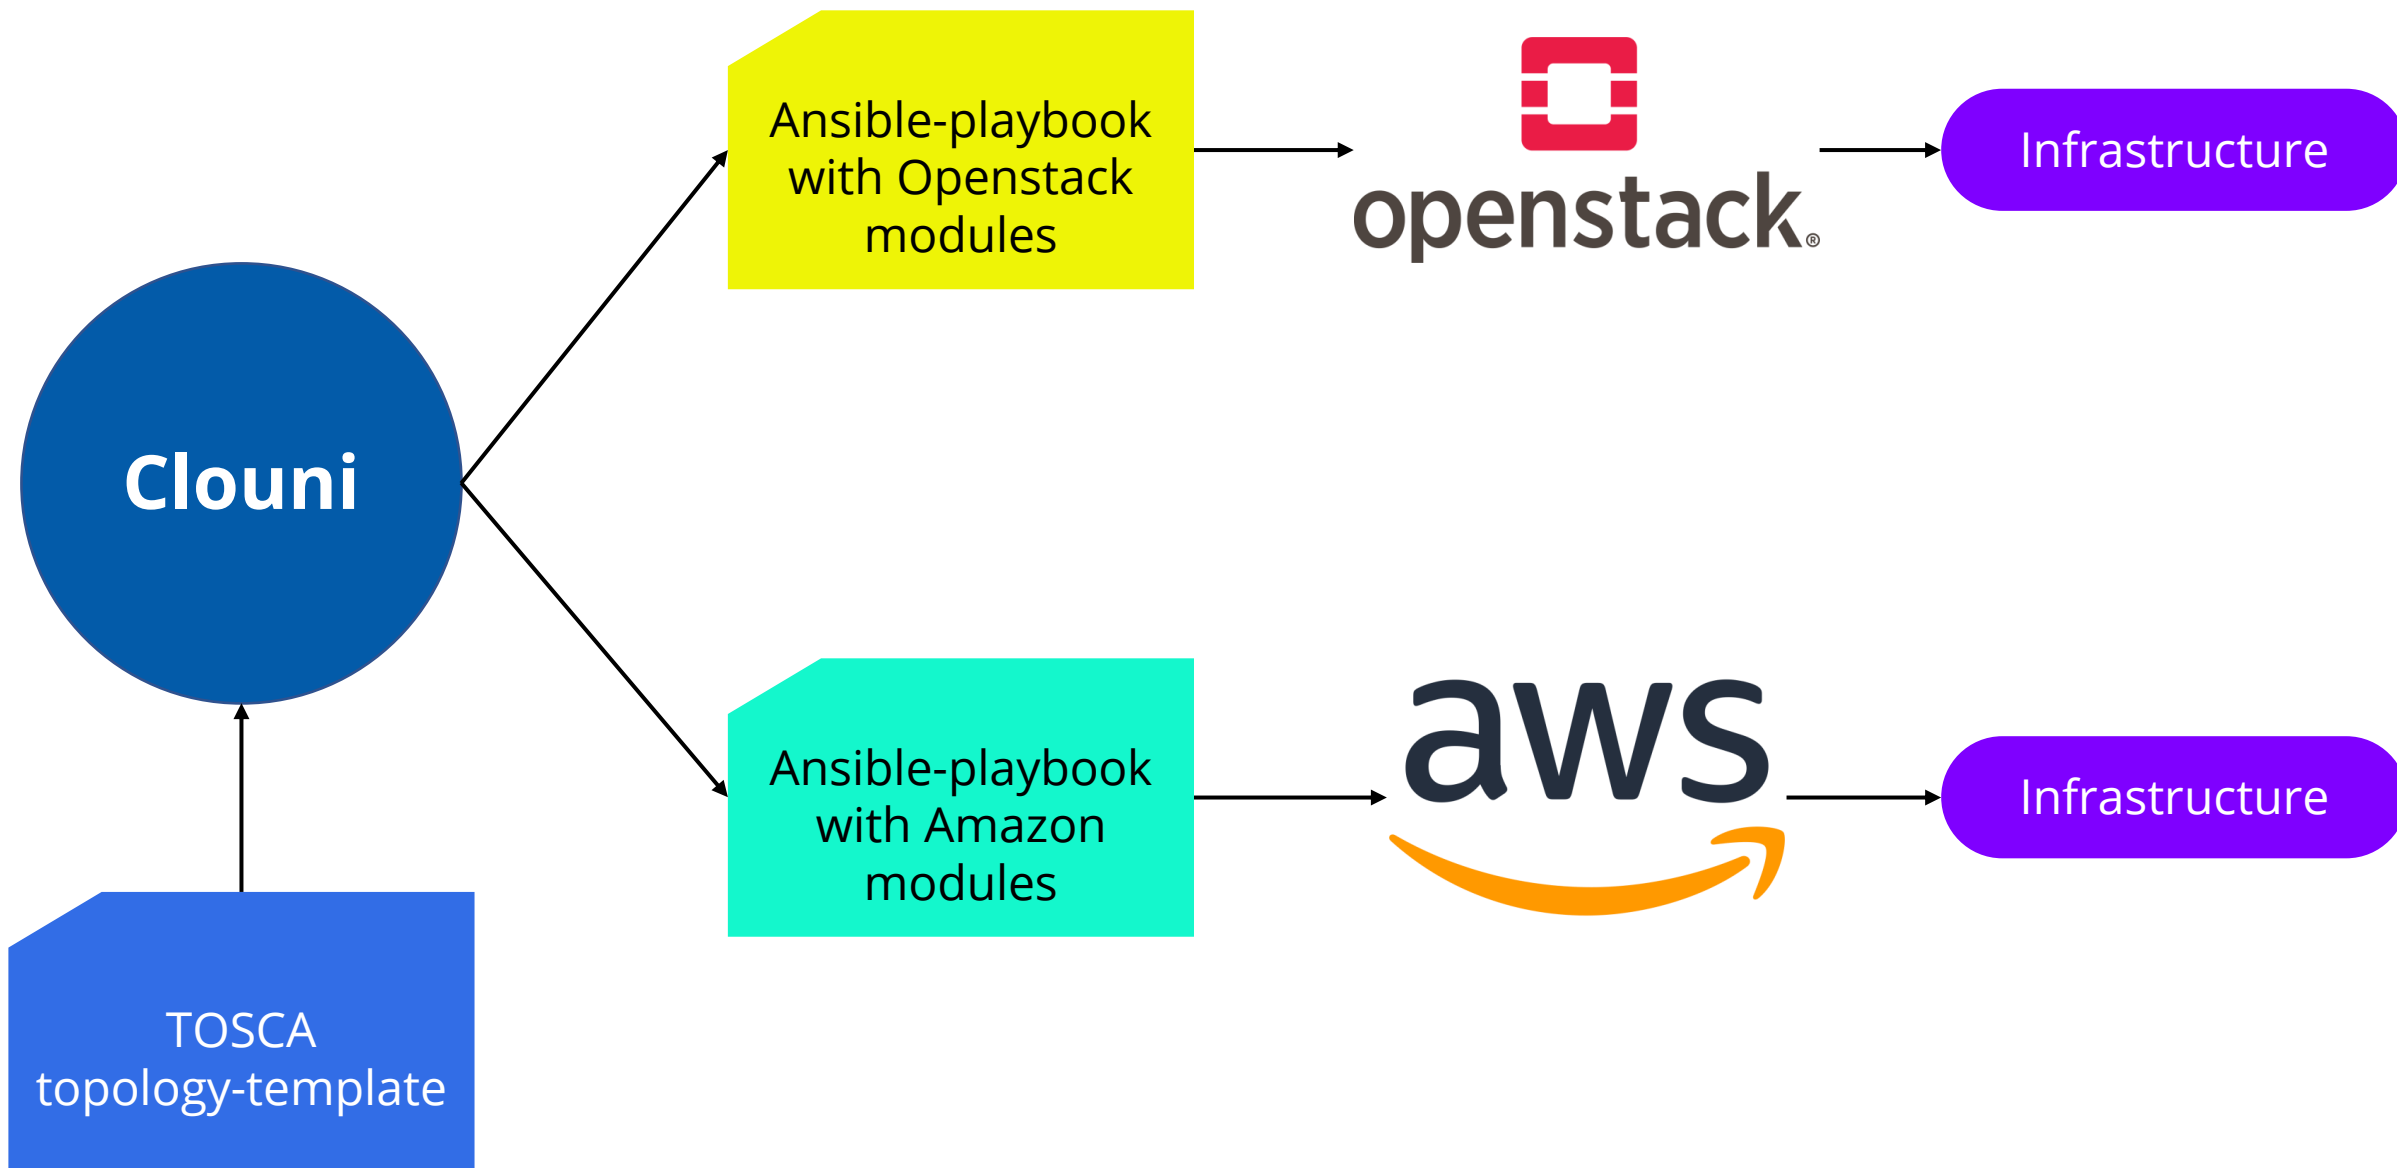 Ansible-playbook
with Openstack
modules
openstack®
Infrastructure
Clouni
Ansible-playbook
with Amazon
modules
aws
Infrastructure
TOSCA
topology-template